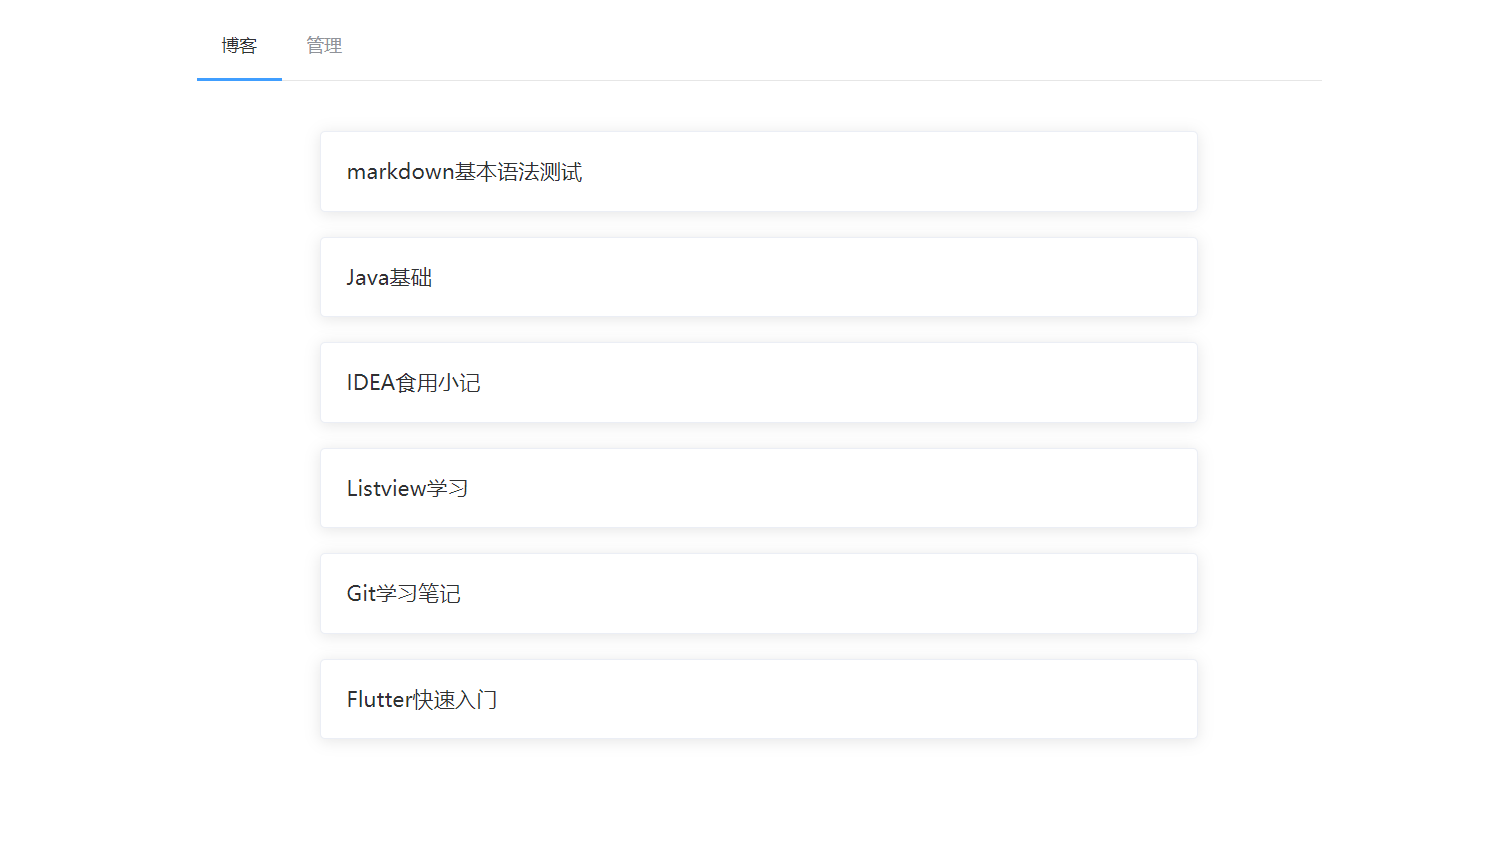 博客 管理
markdown基本语法测试
Java基础
IDEA食用小记
Listview学习
Git学习笔记
Flutter快速入门